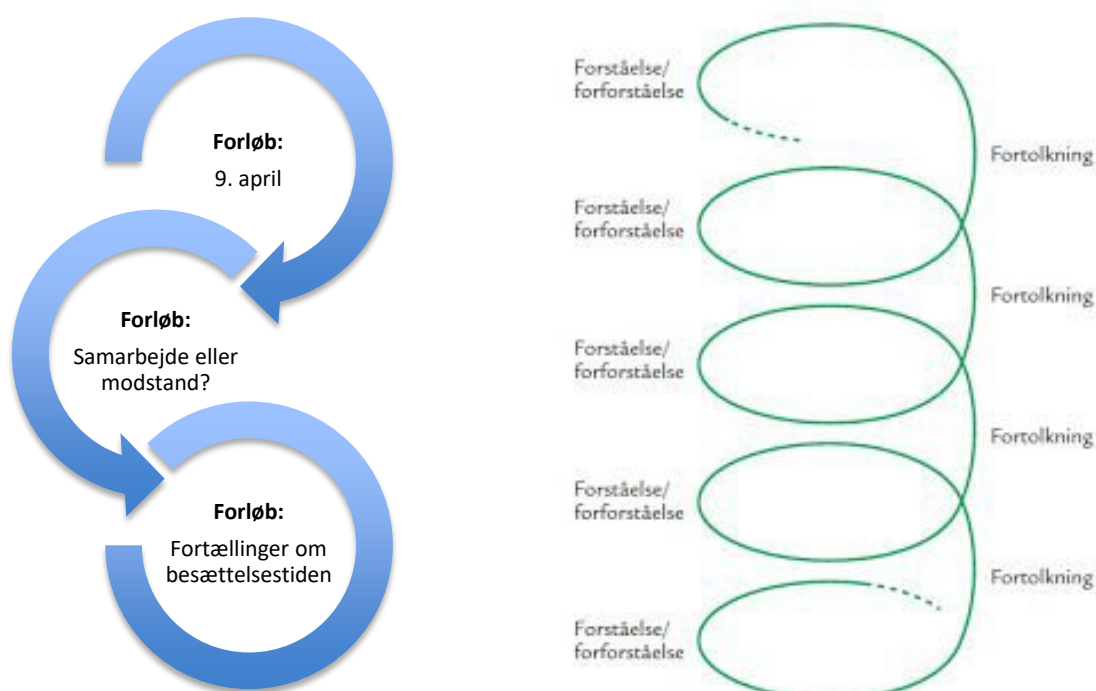 Forløb:
9. april
Forløb:
Samarbejde eller
modstand?
Forløb:
Fortællinger om
besættelsestiden
Forståelse/
forforståelse
Fortolkning
Forståelse/
forforståelse
Fortolkning
Forståelse/
forforståelse
Fortolkning
Forståelse/
forforståelse
Fortolkning
Forståelse/
forforståelse